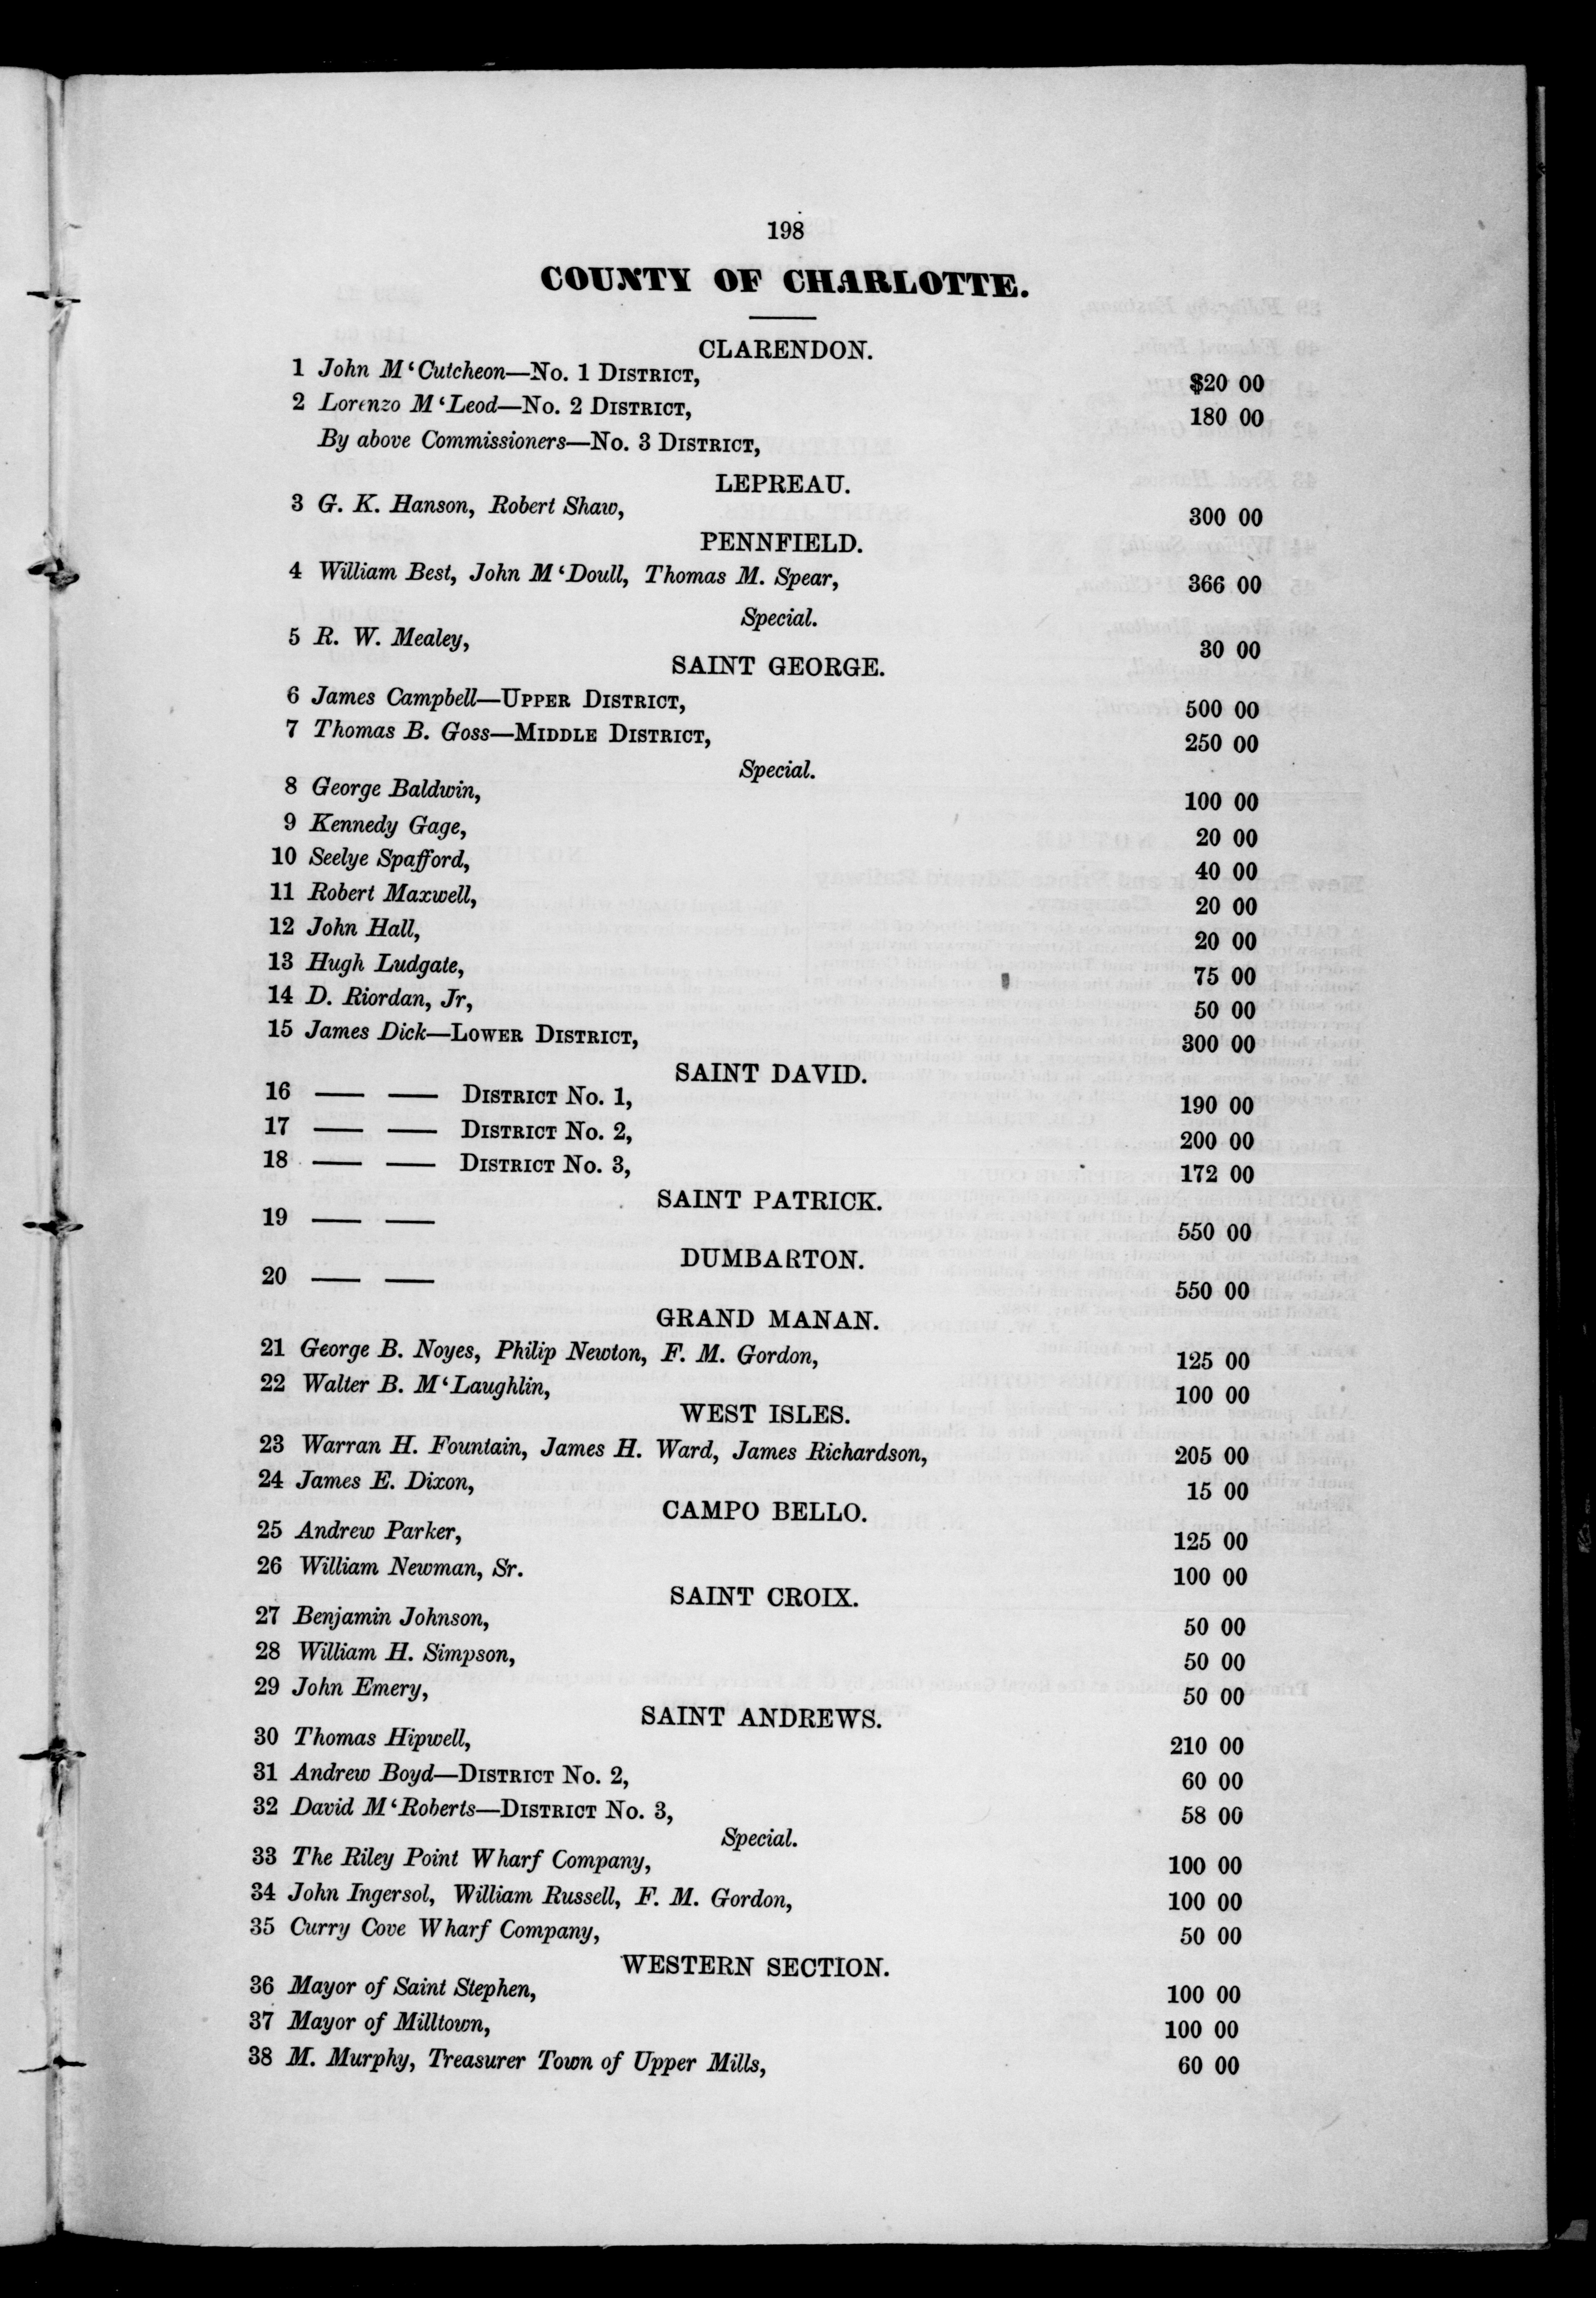 198
COUNTY OF CHARLOTTE.
CLARENDON.
1 John M‘Cutcheon—No. 1 District, $20 00
2 Lorenzo M‘Leod—No. 2 District, 180 00
By above Commissioners—No. 3 District,
LEPREAU.
3 G. K. Hanson, Robert Shaw, 300 00
PENNFIELD.
4 William Best, John M‘Doull, Thomas M. Spear, 366 00
Special.
5 R. W. Mealey, 30 00
SAINT GEORGE.
6 James Campbell—Upper District, 500 00
7 Thomas B. Goss—Middle District, 250 00
Special.
8 George Baldwin, 100 00
9 Kennedy Gage, 20 00
10 Seelye Spafford, 40 00
11 Robert Maxwell, 20 00
12 John Hall, 20 00
13 Hugh Ludgate, 75 00
14 D. Riordan, Jr, 50 00
15 James Dick—Lower District, 300 00
SAINT DAVID.
16 —— —— District No. 1, 190 00
17 —— —— District No. 2, 200 00
18 —— —— District No. 3, 172 00
SAINT PATRICK.
19 —— —— 550 00
DUMBARTON.
20 —— —— 550 00
GRAND MANAN.
21 George B. Noyes, Philip Newton, F. M. Gordon, 125 00
22 Walter B. M‘Laughlin, 100 00
WEST ISLES.
23 Warran H. Fountain, James H. Ward, James Richardson, 205 00
24 James E. Dixon, 15 00
CAMPO BELLO.
25 Andrew Parker, 125 00
26 William Newman, Sr. 100 00
SAINT CROIX.
27 Benjamin Johnson, 50 00
28 William H. Simpson, 50 00
29 John Emery, 50 00
SAINT ANDREWS.
30 Thomas Hipwell, 210 00
31 Andrew Boyd—District No. 2, 60 00
32 David M‘Roberts—District No. 3, 58 00
Special.
33 The Riley Point Wharf Company, 100 00
34 John Ingersol, William Russell, F. M. Gordon, 100 00
35 Curry Cove Wharf Company, 50 00
WESTERN SECTION.
36 Mayor of Saint Stephen, 100 00
37 Mayor of Milltown, 100 00
38 M. Murphy, Treasurer Town of Upper Mills, 60 00